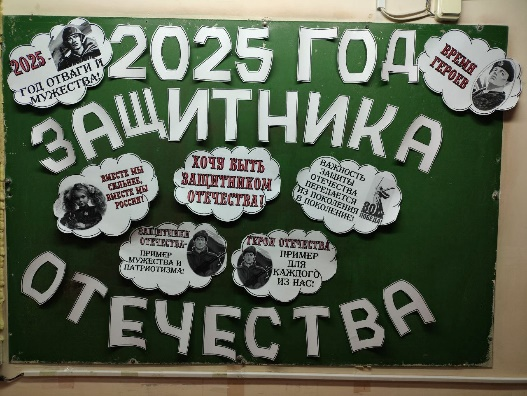 2025 ГОД
2025
ГОД ОТВАГИ И
МУЖЕСТВА!
ВРЕМЯ
ГЕРОЕВ
ЗАЩИТНИКА
ВМЕСТЕ МЫ
СИЛЬНЕЕ,
ВМЕСТЕ МЫ
РОССИЯ!
ХОЧУ БЫТЬ
ЗАЩИТНИКОМ
ОТЕЧЕСТВА!
ВАЖНОСТЬ
ЗАЩИТЫ
ОТЕЧЕСТВА
ПЕРЕДАЕТСЯ
ИЗ ПОКОЛЕНИЯ
В ПОКОЛЕНИЕ!
ПОБЕДА!
ЗАЩИТНИКИ
ОТЕЧЕСТВА-
ПРИМЕР
МУЖЕСТВА И
ПАТРИОТИЗМА!
ГЕРОИ ОТЕЧЕСТВА-
ПРИМЕР
ДЛЯ
КАЖДОГО
ИЗ НАС!
ОТЕЧЕСТВА